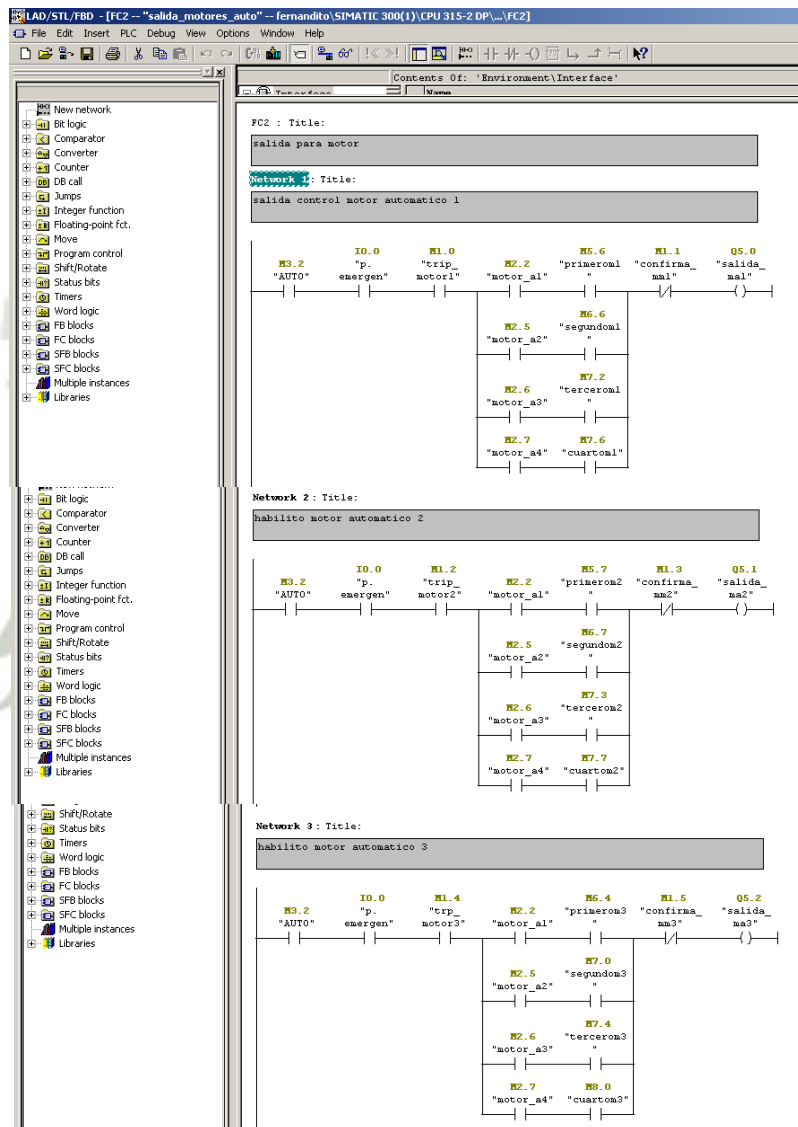 LAD/STL/FBD - [FC2 -- "salida_motores_auto" -- fernandito\SIMATIC 300(1)\CPU 315-2 DP\...\FC2]
File Edit Insert PLC Debug View Options Window Help
Contents Of: 'Environment\Interface'
Interface Name
New network
Bit logic
Comparator
Converter
Counter
DB call
Jumps
Integer function
Floating-point fct.
Move
Program control
Shift/Rotate
Status bits
Timers
Word logic
FB blocks
FC blocks
SFB blocks
SFC blocks
Multiple instances
Libraries
FC2 : Title:
salida para motor
Network 1: Title:
salida control motor automatico 1
I0.0 M1.0 M5.6 M1.1 Q5.0
M3.2 "p. "trip_ M2.2 "primerom1 "confirma_ "salida_
"AUTO" emergen" motor1" "motor_a1" " mm1" ma1"
M6.6
M2.5 "segundom1
"motor_a2" "
M7.2
M2.6 "tercerom1
"motor_a3" "
M2.7 M7.6
"motor_a4" "cuartom1"
Bit logic
Comparator
Converter
Counter
DB call
Jumps
Integer function
Floating-point fct.
Move
Program control
Shift/Rotate
Status bits
Timers
Word logic
FB blocks
FC blocks
SFB blocks
SFC blocks
Multiple instances
Libraries
Network 2 : Title:
habilito motor automatico 2
I0.0 M1.2 M5.7 M1.3 Q5.1
M3.2 "p. "trip_ M2.2 "primerom2 "confirma_ "salida_
"AUTO" emergen" motor2" "motor_a1" " mm2" ma2"
M6.7
M2.5 "segundom2
"motor_a2" "
M7.3
M2.6 "tercerom2
"motor_a3" "
M2.7 M7.7
"motor_a4" "cuartom2"
Shift/Rotate
Status bits
Timers
Word logic
FB blocks
FC blocks
SFB blocks
SFC blocks
Multiple instances
Libraries
Network 3 : Title:
habilito motor automatico 3
I0.0 M1.4 M6.4 M1.5 Q5.2
M3.2 "p. "trp_ M2.2 "primerom3 "confirma_ "salida_
"AUTO" emergen" motor3" "motor_a1" " mm3" ma3"
M7.0
M2.5 "segundom3
"motor_a2" "
M7.4
M2.6 "tercerom3
"motor_a3" "
M2.7 M8.0
"motor_a4" "cuartom3"